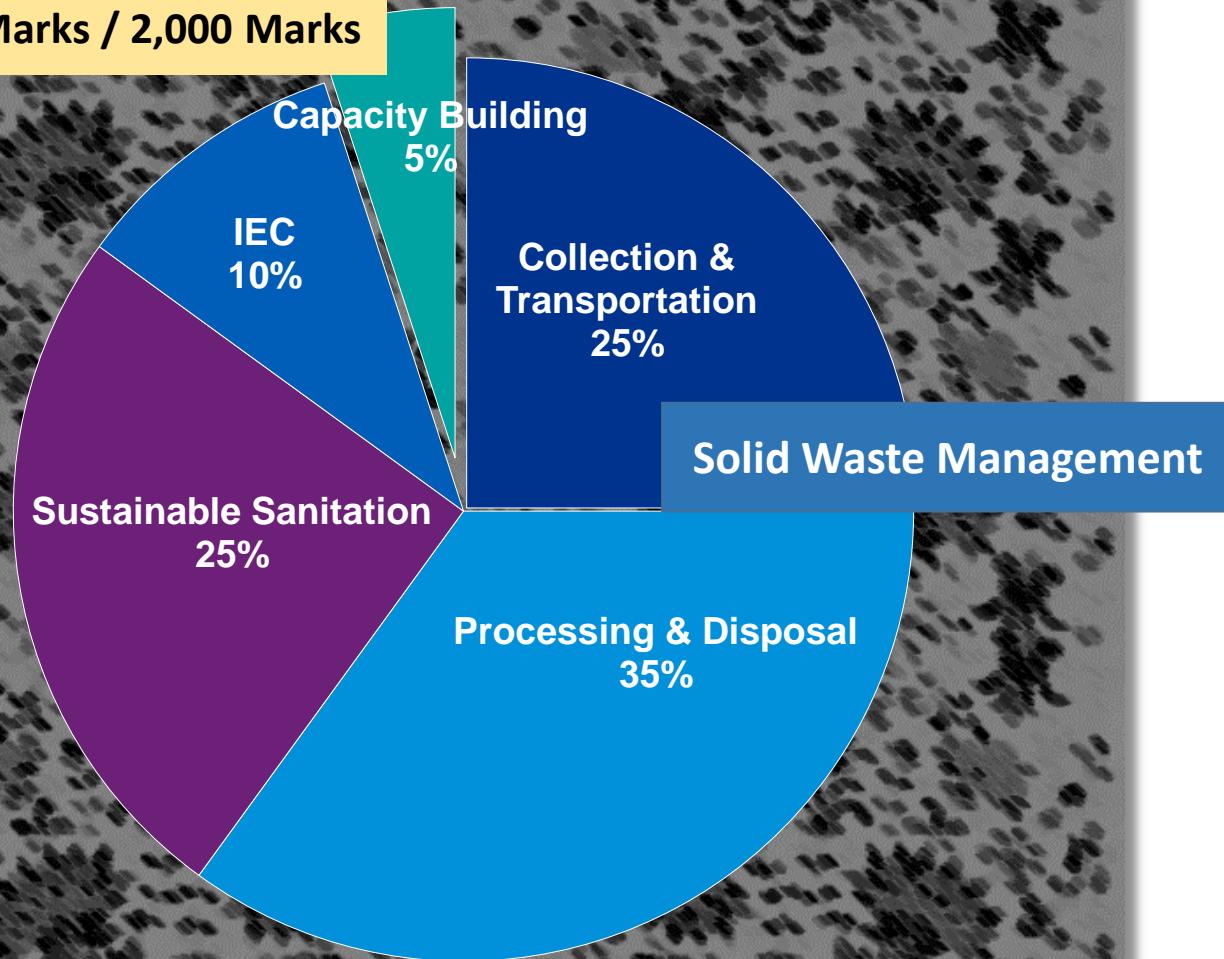 Marks / 2,000 Marks
Capacity Building
5%
IEC
10%
Collection &
Transportation
25%
Solid Waste Management
Sustainable Sanitation
25%
Processing & Disposal
35%